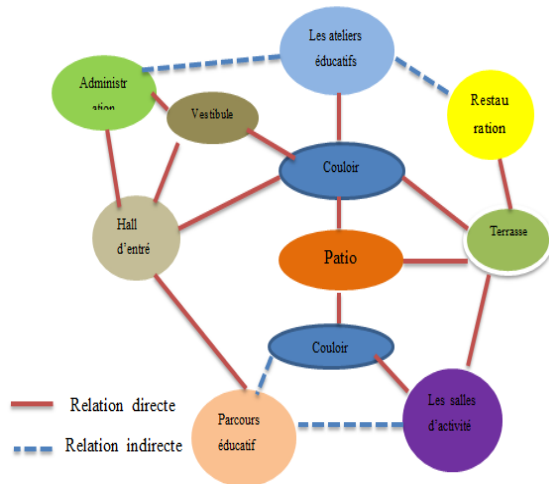 Les ateliers
éducatifs
Administr
ation
Vestibule
Restau
ration
Couloir
Hall
d'entré
Terrasse
Patio
Couloir
Les salles
d'activité
Parcours
éducatif
Relation directe
Relation indirecte